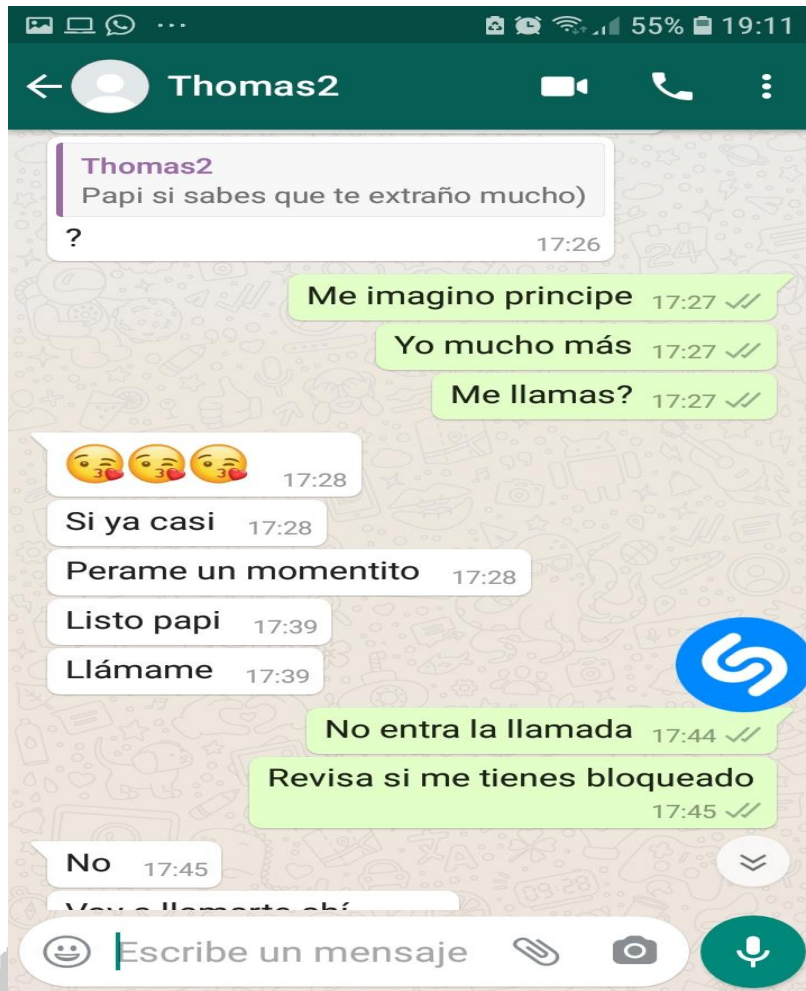 55% 19:11
Thomas2
Thomas2
Papi si sabes que te extraño mucho)
?
17:26
Me imagino principe 17:27
Yo mucho más 17:27
Me llamas? 17:27
17:28
Si ya casi 17:28
Perame un momentito 17:28
Listo papi 17:39
Llámame 17:39
No entra la llamada 17:44
Revisa si me tienes bloqueado
17:45
No 17:45
Escribe un mensaje